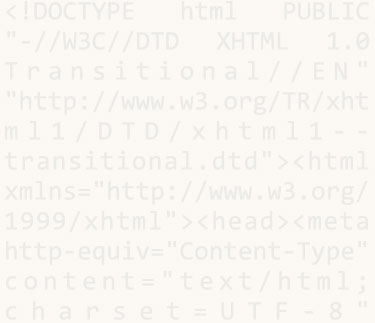 <!DOCTYPE html PUBLIC
"-//W3C//DTD XHTML 1.0
Transitional//EN"
"http://www.w3.org/TR/xht
ml1/DTD/xhtml1--
transitional.dtd"><html
xmlns="http://www.w3.org/
1999/xhtml"><head><meta
http-equiv="Content-Type"
content="text/html;
charset=UTF-8"